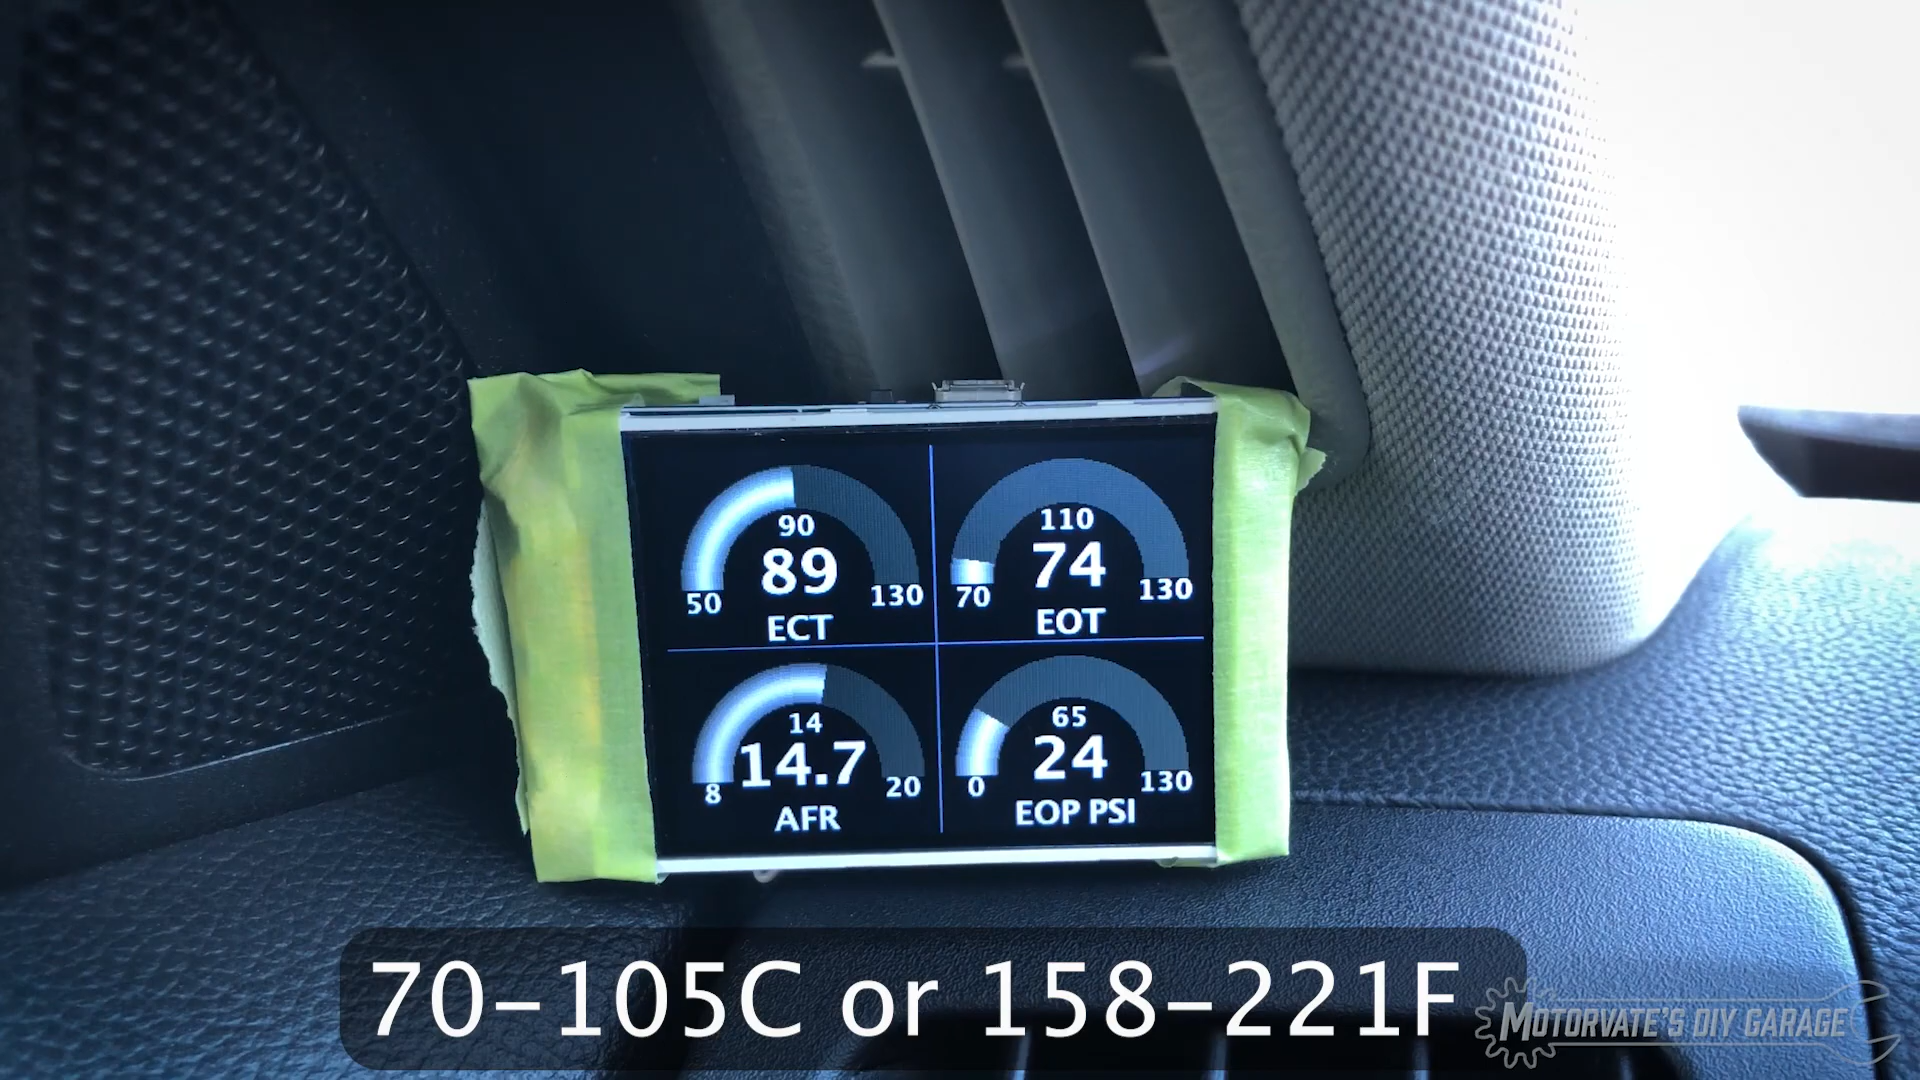 90
89
50 130
ECT
110
74
70 130
EOT
14
14.7
8 20
AFR
65
24
0 130
EOP PSI
70-105C or 158-221F
MOTORVATE'S DIY GARAGE